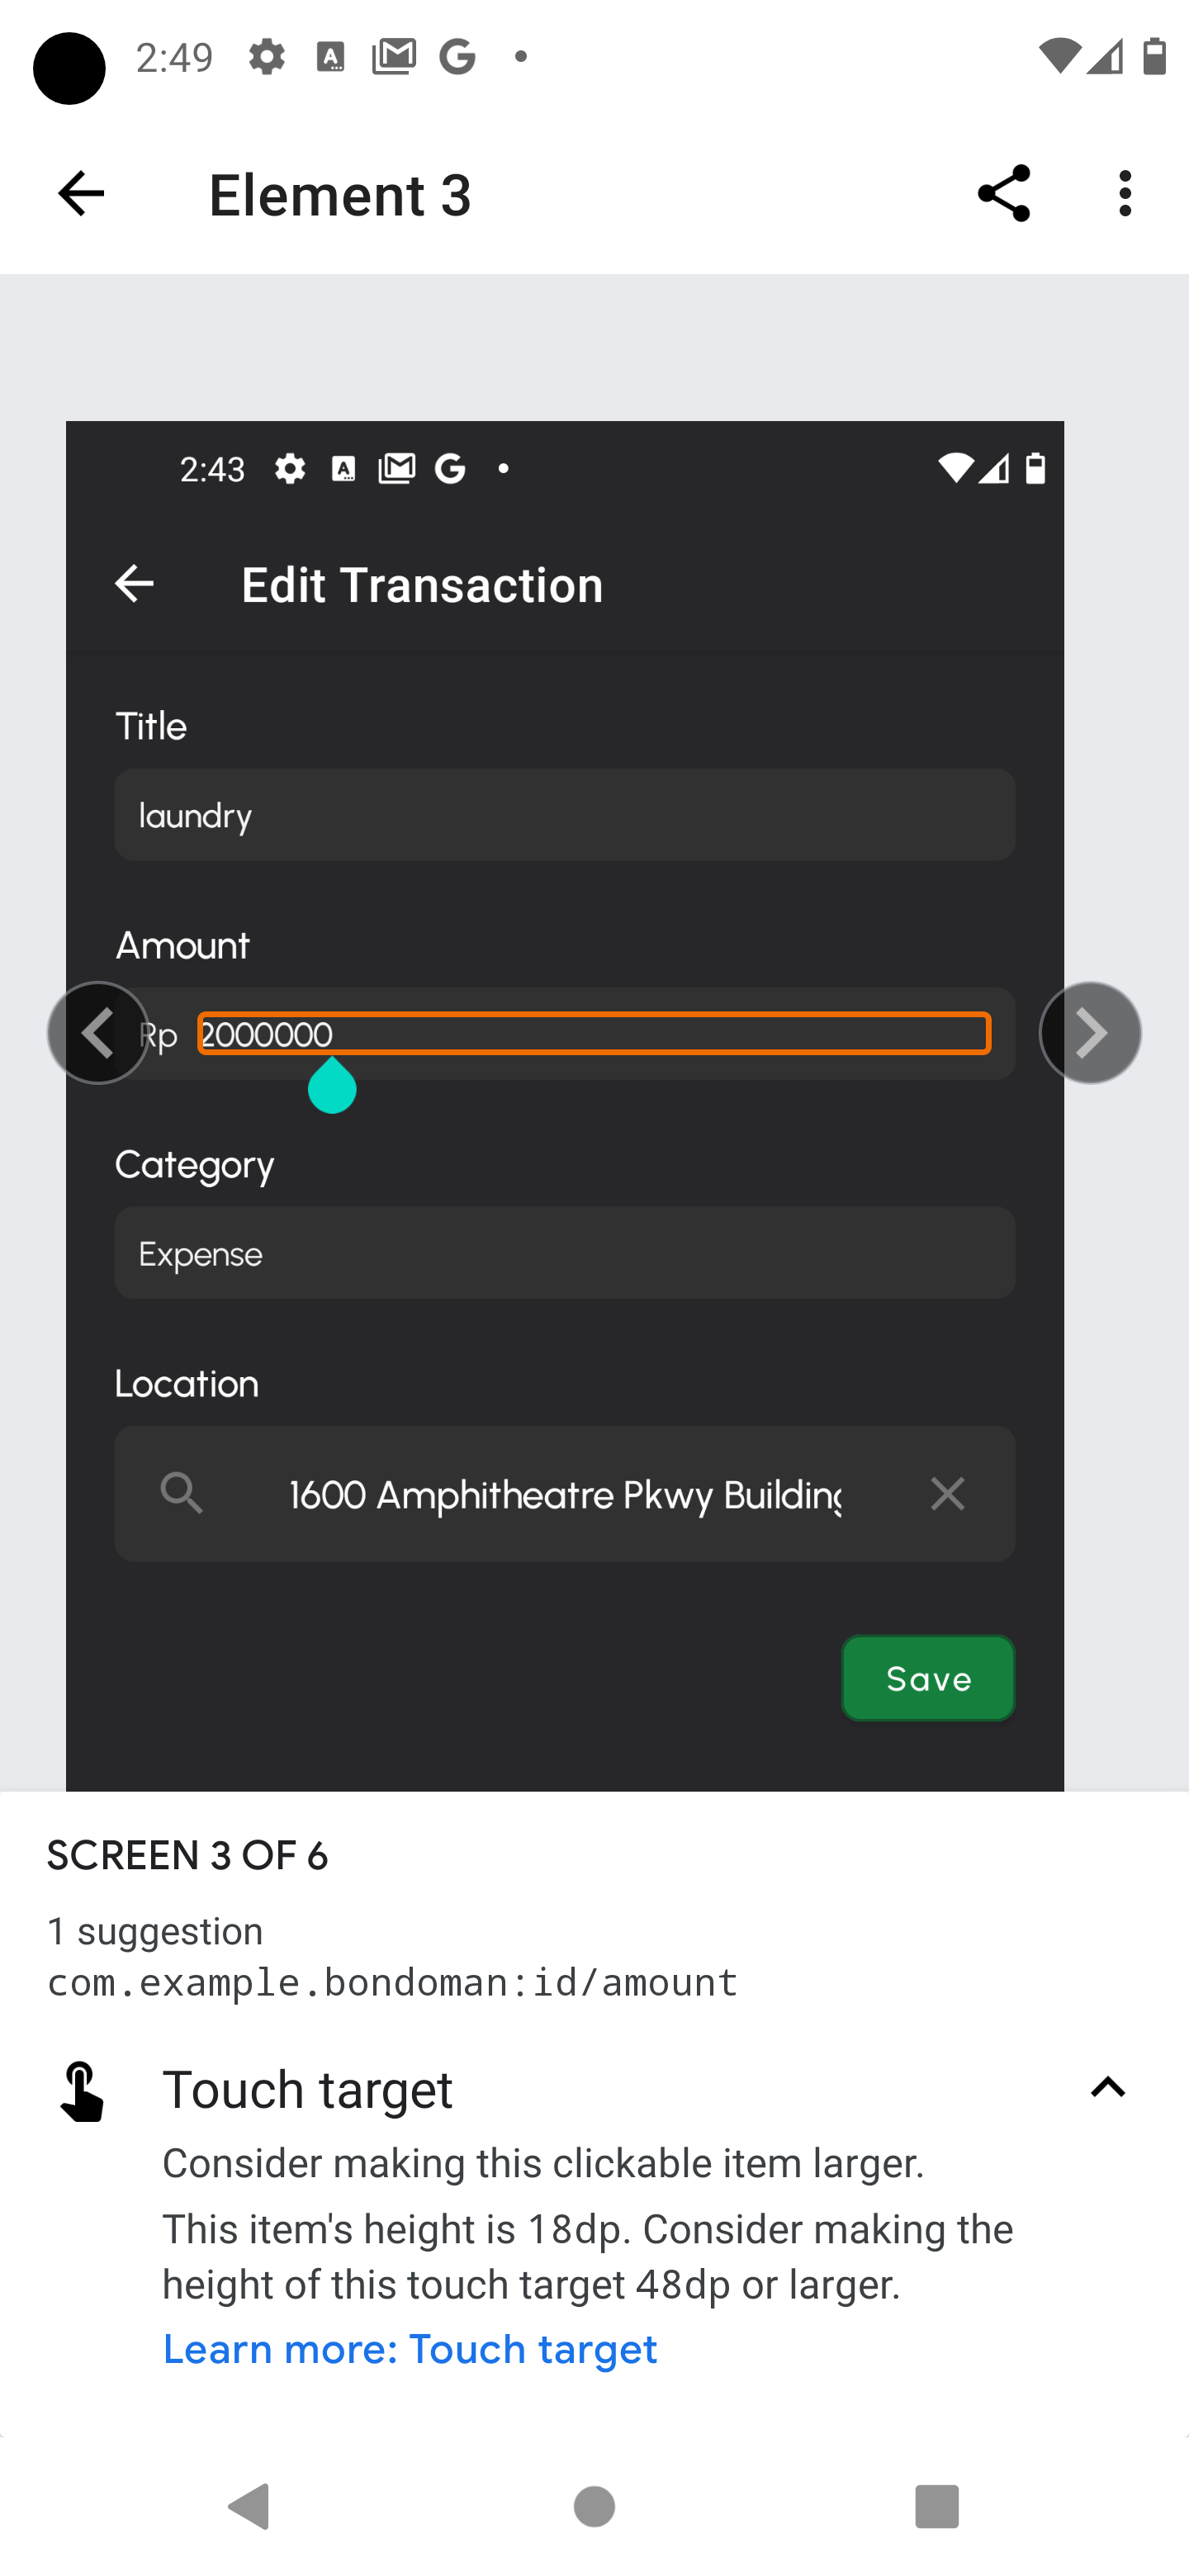 2:49
Element 3
2:43
Edit Transaction
Title
laundry
Amount
Rp 2000000
Category
Expense
Location
1600 Amphitheatre Pkwy Building
Save
SCREEN 3 OF 6
1 suggestion
com.example.bondoman:id/amount
Touch target
Consider making this clickable item larger.
This item's height is 18dp. Consider making the
height of this touch target 48dp or larger.
Learn more: Touch target